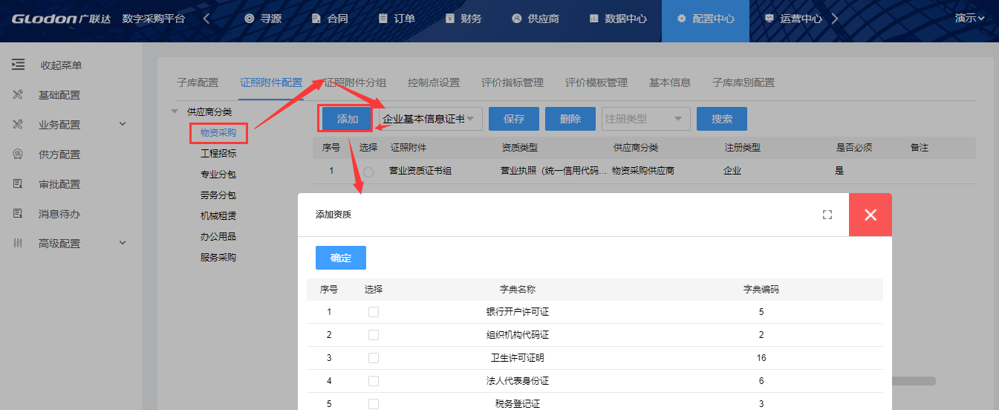 GLODON广联达 数字采购平台 寻源 合同 订单 财务 供应商 数据中心 配置中心 运营中心 演示
收起菜单
基础配置
业务配置
供方配置
审批配置
消息待办
高级配置
子库配置 证照附件配置 证照附件分组 控制点设置 评价指标管理 评价模板管理 基本信息 子库库别配置
供应商分类
物资采购
工程招标
专业分包
劳务分包
机械租赁
办公用品
服务采购
添加 企业基本信息证书 保存 删除 注册类型 搜索
序号 选择 证照附件 资质类型 供应商分类 注册类型 是否必须 备注
1 营业资质证书组 营业执照（统一信用代码... 物资采购供应商 企业 是
添加资质
确定
序号 选择 字典名称 字典编码
1 银行开户许可证 5
2 组织机构代码证 2
3 卫生许可证明 16
4 法人代表身份证 6
5 税务登记证 3